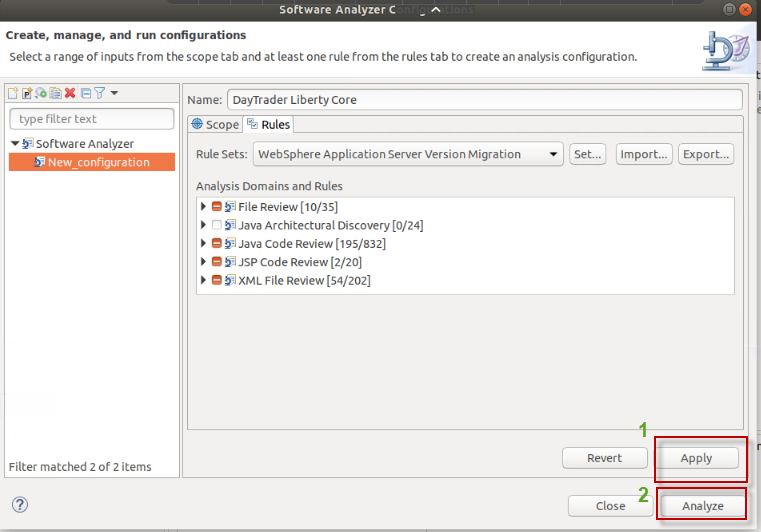 Software Analyzer C
Create, manage, and run configurations
Select a range of inputs from the scope tab and at least one rule from the rules tab to create an analysis configuration.
type filter text
Software Analyzer
New_configuration
Filter matched 2 of 2 items
Name: DayTrader Liberty Core
Scope Rules
Rule Sets: WebSphere Application Server Version Migration Set... Import... Export...
Analysis Domains and Rules
File Review [10/35]
Java Architectural Discovery [0/24]
Java Code Review [195/832]
JSP Code Review [2/20]
XML File Review [54/202]
1
Revert Apply
2
Close Analyze